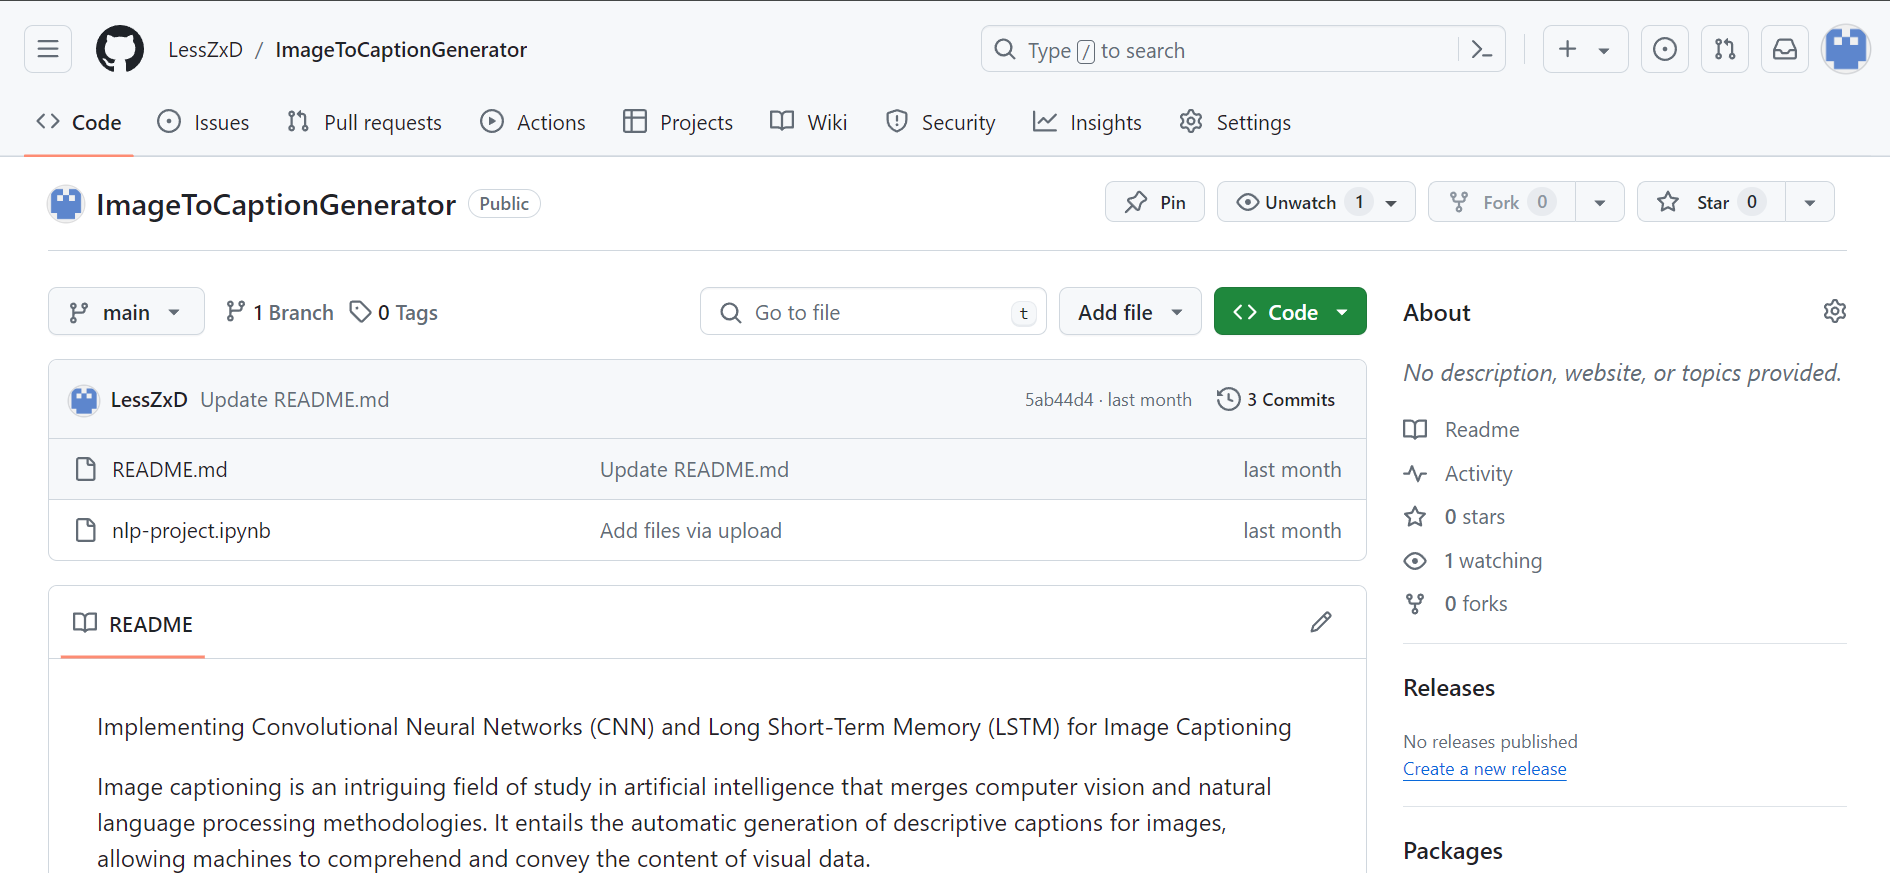 LessZxD / ImageToCaptionGenerator
Type / to search
Code Issues Pull requests Actions Projects Wiki Security Insights Settings
ImageToCaptionGenerator Public
Pin Unwatch 1 Fork 0 Star 0
main 1 Branch 0 Tags
Go to file t
Add file Code
LessZxD Update README.md 5ab44d4 · last month 3 Commits
README.md Update README.md last month
nlp-project.ipynb Add files via upload last month
README
Implementing Convolutional Neural Networks (CNN) and Long Short-Term Memory (LSTM) for Image Captioning
Image captioning is an intriguing field of study in artificial intelligence that merges computer vision and natural
language processing methodologies. It entails the automatic generation of descriptive captions for images,
allowing machines to comprehend and convey the content of visual data.
About
No description, website, or topics provided.
Readme
Activity
0 stars
1 watching
0 forks
Releases
No releases published
Create a new release
Packages